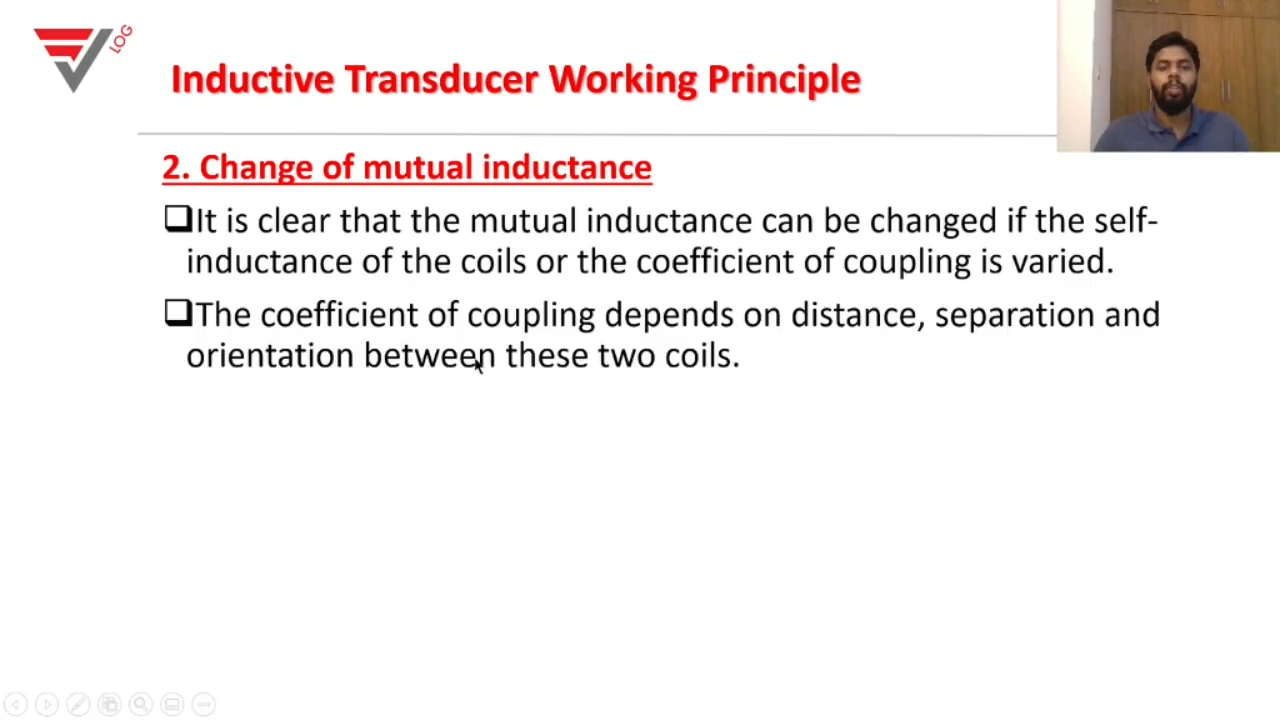 LOG
Inductive Transducer Working Principle
2. Change of mutual inductance
It is clear that the mutual inductance can be changed if the self-
inductance of the coils or the coefficient of coupling is varied.
The coefficient of coupling depends on distance, separation and
orientation between these two coils.